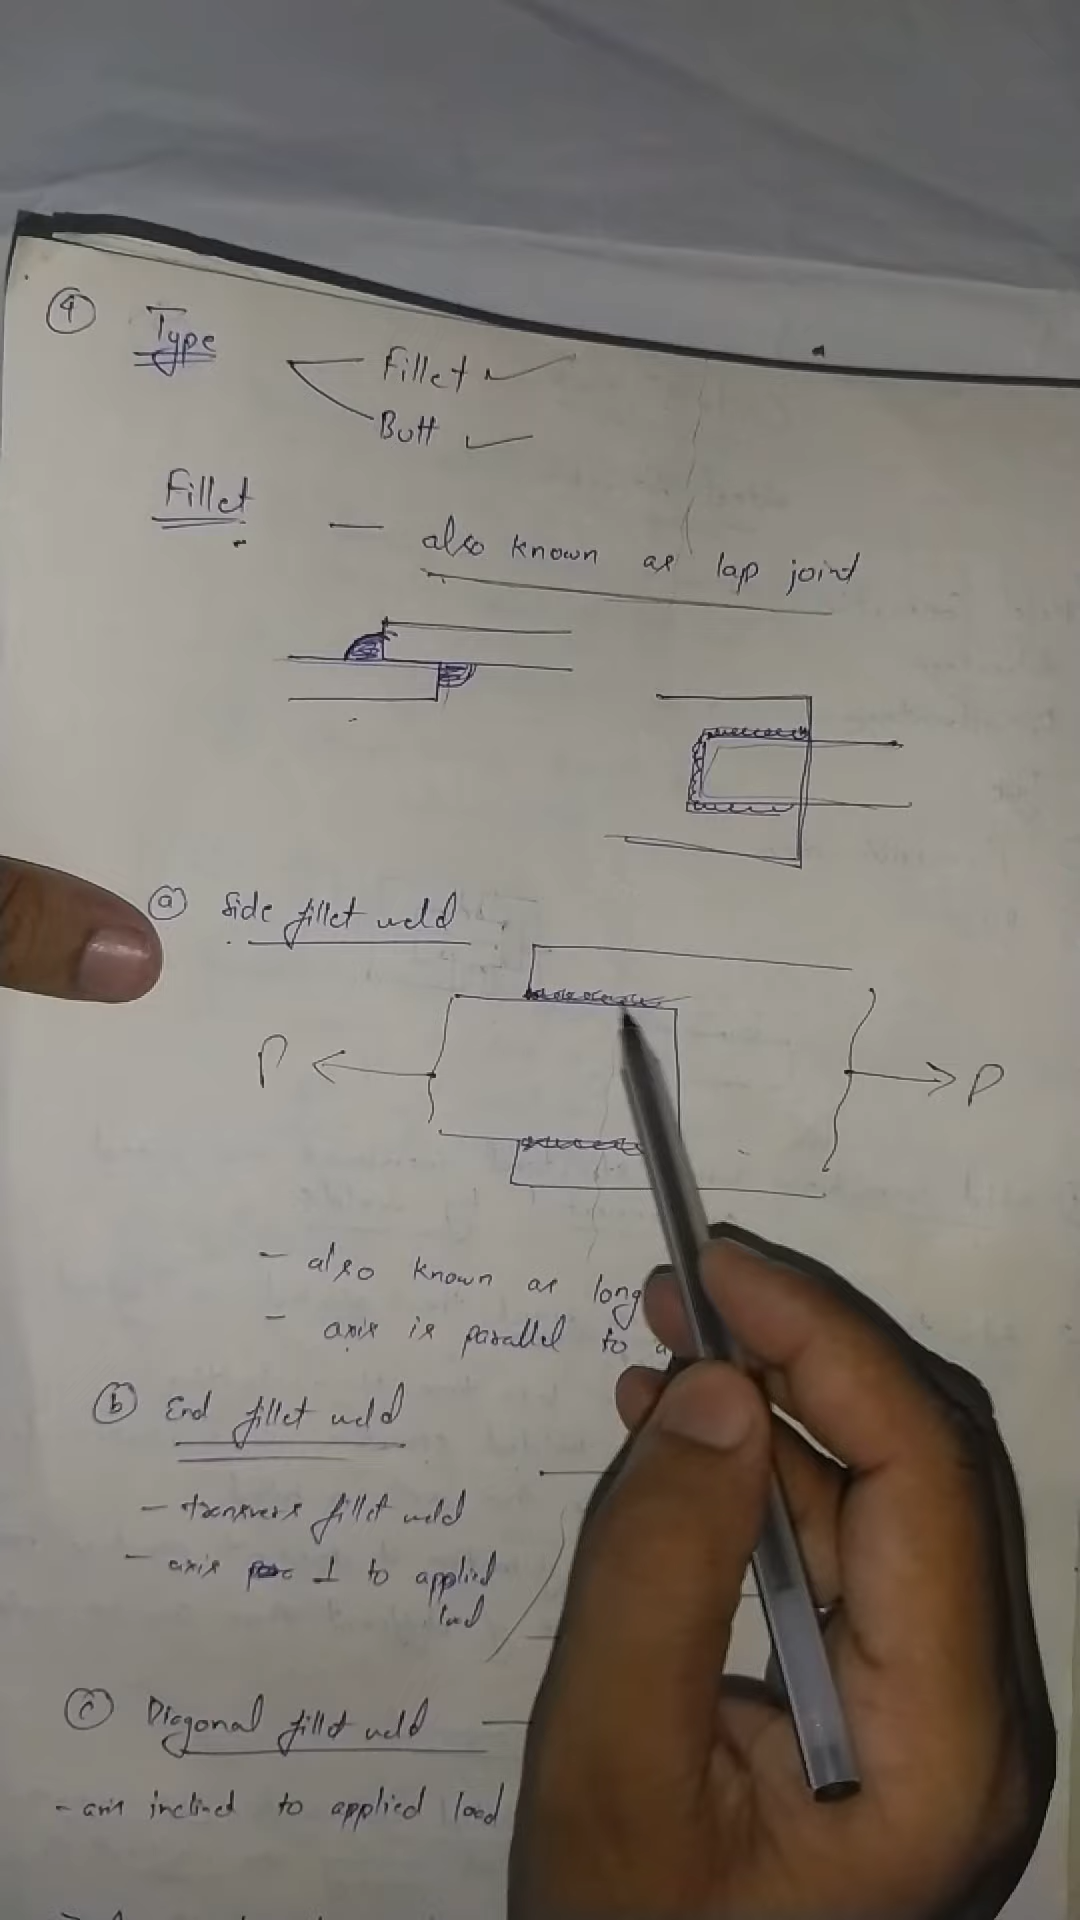 4 Type
Fillet
Butt
Fillet
— also known as lap joint
a Side fillet weld
P P
- also known as long
- axis is parallel to a
b End fillet weld
- transvers fillet weld
- axis ⊥ to applied
load
c Diagonal fillet weld —
- axis inclined to applied load